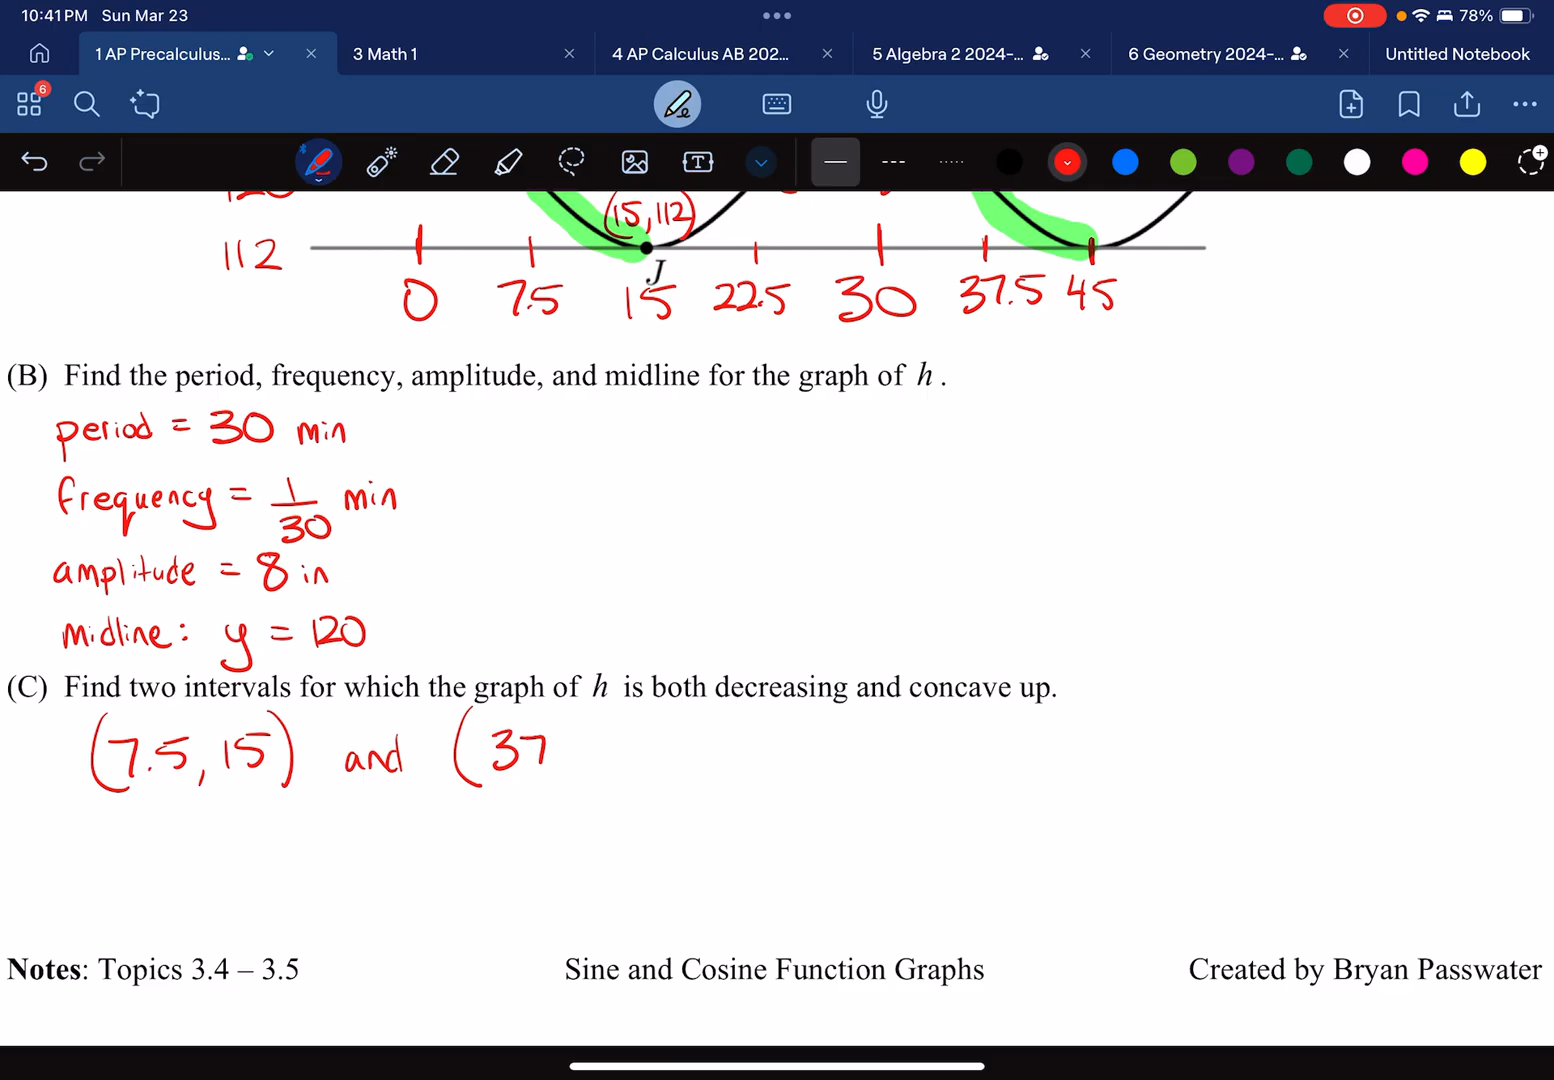 10:41 PM Sun Mar 23
78%
1 AP Precalculus...
3 Math 1
4 AP Calculus AB 202...
5 Algebra 2 2024-...
6 Geometry 2024-...
Untitled Notebook
6
T
(15,112)
112
J
0 7.5 15 22.5 30 37.5 45
(B) Find the period, frequency, amplitude, and midline for the graph of h.
period = 30 min
frequency = 1/30 min
amplitude = 8 in
midline: y = 120
(C) Find two intervals for which the graph of h is both decreasing and concave up.
(7.5, 15) and (37
Notes: Topics 3.4 – 3.5
Sine and Cosine Function Graphs
Created by Bryan Passwater